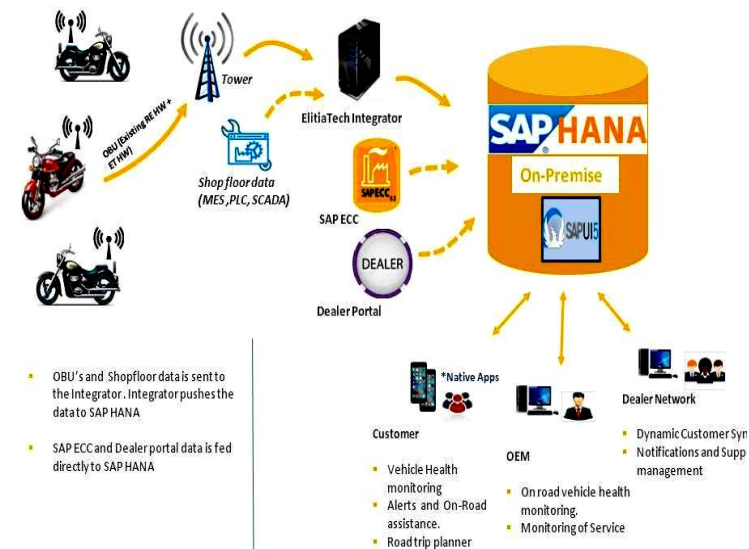 Tower
OBU (Existing RE HW +
ET HW)
ElitiaTech Integrator
Shop floor data
(MES ,PLC, SCADA)
SAPECC
SAP ECC
DEALER
Dealer Portal
SAP HANA
On-Premise
SAPUI5
OBU's and Shopfloor data is sent to
the Integrator . Integrator pushes the
data to SAP HANA
SAP ECC and Dealer portal data is fed
directly to SAP HANA
*Native Apps
Customer
Vehicle Health
monitoring
Alerts and On-Road
assistance.
Road trip planner
OEM
On road vehicle health
monitoring.
Monitoring of Service
Dealer Network
Dynamic Customer Syn
Notifications and Supp
management